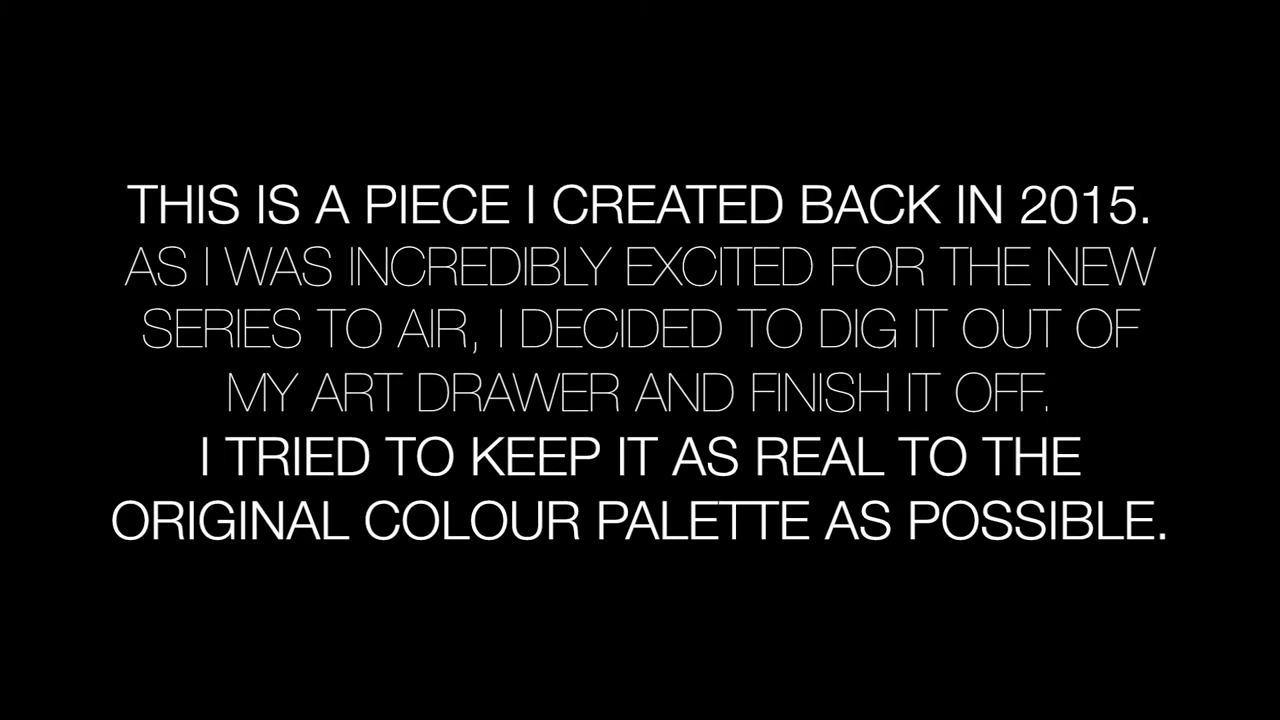 THIS IS A PIECE I CREATED BACK IN 2015.
AS I WAS INCREDIBLY EXCITED FOR THE NEW
SERIES TO AIR, I DECIDED TO DIG IT OUT OF
MY ART DRAWER AND FINISH IT OFF.
I TRIED TO KEEP IT AS REAL TO THE
ORIGINAL COLOUR PALETTE AS POSSIBLE.